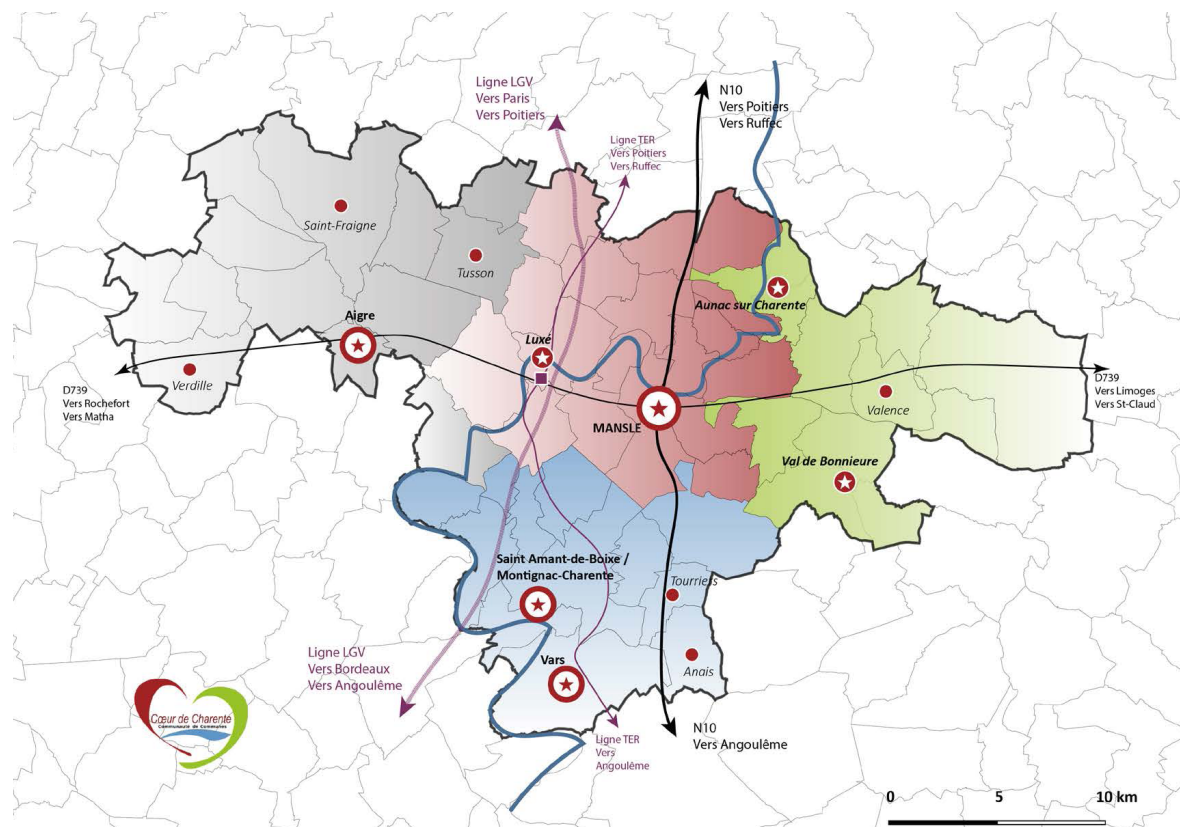 Ligne LGV
Vers Paris
Vers Poitiers
N10
Vers Poitiers
Vers Ruffec
Ligne TER
Vers Poitiers
Vers Ruffec
Saint-Fraigne
Tusson
Aunac sur Charente
Aigre
Luxé
Verdille
D739
Vers Rochefort
Vers Matha
D739
Vers Limoges
Vers St-Claud
Valence
MANSLE
Val de Bonnieure
Saint Amant-de-Boixe /
Montignac-Charente
Tourriers
Vars
Anais
Ligne LGV
Vers Bordeaux
Vers Angoulême
Cœur de Charente
Communauté de Communes
N10
Vers Angoulême
Ligne TER
Vers
Angoulême
0 5 10 km